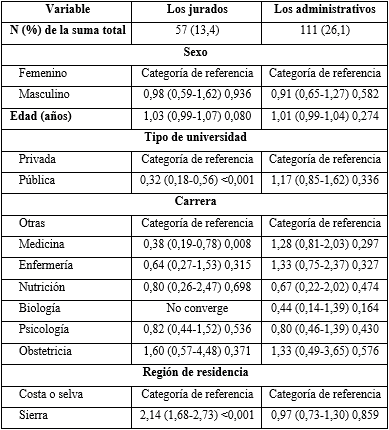 Variable Los jurados Los administrativos
N (%) de la suma total 57 (13,4) 111 (26,1)
Sexo
Femenino Categoría de referencia Categoría de referencia
Masculino 0,98 (0,59-1,62) 0,936 0,91 (0,65-1,27) 0,582
Edad (años) 1,03 (0,99-1,07) 0,080 1,01 (0,99-1,04) 0,274
Tipo de universidad
Privada Categoría de referencia Categoría de referencia
Pública 0,32 (0,18-0,56) <0,001 1,17 (0,85-1,62) 0,336
Carrera
Otras Categoría de referencia Categoría de referencia
Medicina 0,38 (0,19-0,78) 0,008 1,28 (0,81-2,03) 0,297
Enfermería 0,64 (0,27-1,53) 0,315 1,33 (0,75-2,37) 0,327
Nutrición 0,80 (0,26-2,47) 0,698 0,67 (0,22-2,02) 0,474
Biología No converge 0,44 (0,14-1,39) 0,164
Psicología 0,82 (0,44-1,52) 0,536 0,80 (0,46-1,39) 0,430
Obstetricia 1,60 (0,57-4,48) 0,371 1,33 (0,49-3,65) 0,576
Región de residencia
Costa o selva Categoría de referencia Categoría de referencia
Sierra 2,14 (1,68-2,73) <0,001 0,97 (0,73-1,30) 0,859